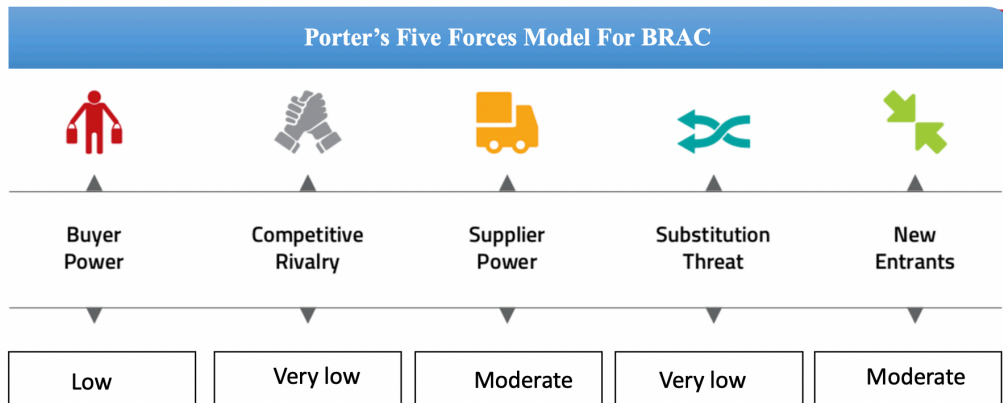 Porter’s Five Forces Model For BRAC
Buyer
Power
Competitive
Rivalry
Supplier
Power
Substitution
Threat
New
Entrants
Low
Very low
Moderate
Very low
Moderate